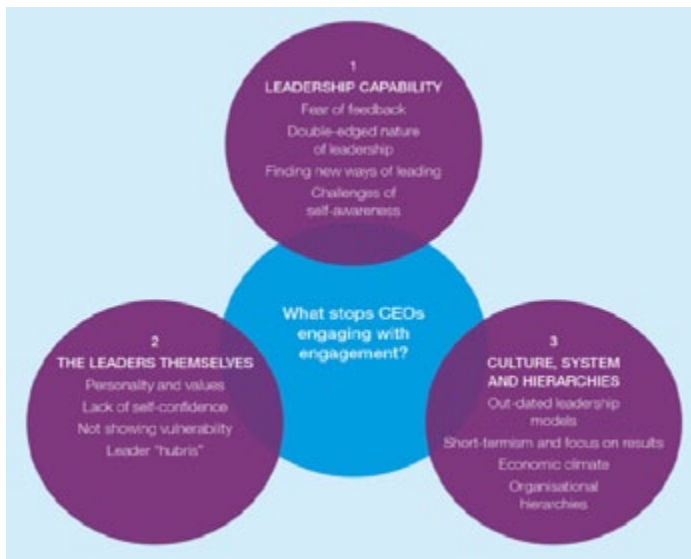 1
LEADERSHIP CAPABILITY
Fear of feedback
Double-edged nature
of leadership
Finding new ways of leading
Challenges of
self-awareness
What stops CEOs
engaging with
engagement?
2
THE LEADERS THEMSELVES
Personality and values
Lack of self-confidence
Not showing vulnerability
Leader "hubris"
3
CULTURE, SYSTEM
AND HIERARCHIES
Out-dated leadership
models
Short-termism and focus on results
Economic climate
Organisational
hierarchies